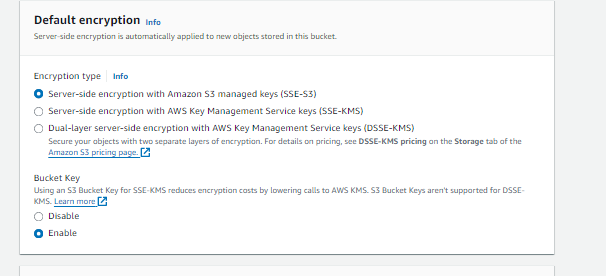 Default encryption Info
Server-side encryption is automatically applied to new objects stored in this bucket.
Encryption type Info
Server-side encryption with Amazon S3 managed keys (SSE-S3)
Server-side encryption with AWS Key Management Service keys (SSE-KMS)
Dual-layer server-side encryption with AWS Key Management Service keys (DSSE-KMS)
Secure your objects with two separate layers of encryption. For details on pricing, see DSSE-KMS pricing on the Storage tab of the
Amazon S3 pricing page.
Bucket Key
Using an S3 Bucket Key for SSE-KMS reduces encryption costs by lowering calls to AWS KMS. S3 Bucket Keys aren't supported for DSSE-
KMS. Learn more
Disable
Enable